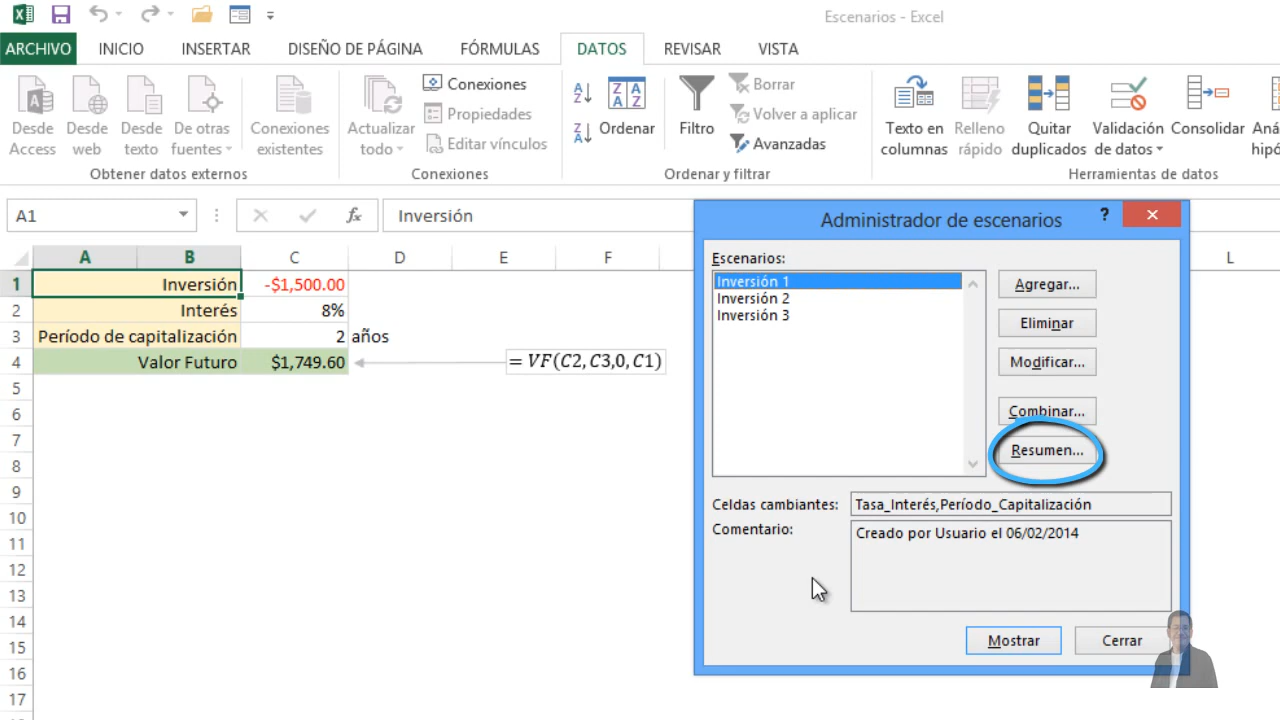 Escenarios - Excel
ARCHIVO INICIO INSERTAR DISEÑO DE PÁGINA FÓRMULAS DATOS REVISAR VISTA
Desde Access
Desde web
Desde texto
De otras fuentes
Conexiones existentes
Obtener datos externos
Actualizar todo
Conexiones
Propiedades
Editar vínculos
Conexiones
Ordenar
Filtro
Borrar
Volver a aplicar
Avanzadas
Ordenar y filtrar
Texto en columnas
Relleno rápido
Quitar duplicados
Validación de datos
Consolidar
Herramientas de datos
A1 fx Inversión
A B C D E F L
1 Inversión -$1,500.00
2 Interés 8%
3 Período de capitalización 2 años
4 Valor Futuro $1,749.60 = VF(C2, C3,0, C1)
5
6
7
8
9
10
11
12
13
14
15
16
17
Administrador de escenarios ?
Escenarios:
Inversión 1
Inversión 2
Inversión 3
Agregar...
Eliminar
Modificar...
Combinar...
Resumen...
Celdas cambiantes: Tasa_Interés,Período_Capitalización
Comentario: Creado por Usuario el 06/02/2014
Mostrar Cerrar